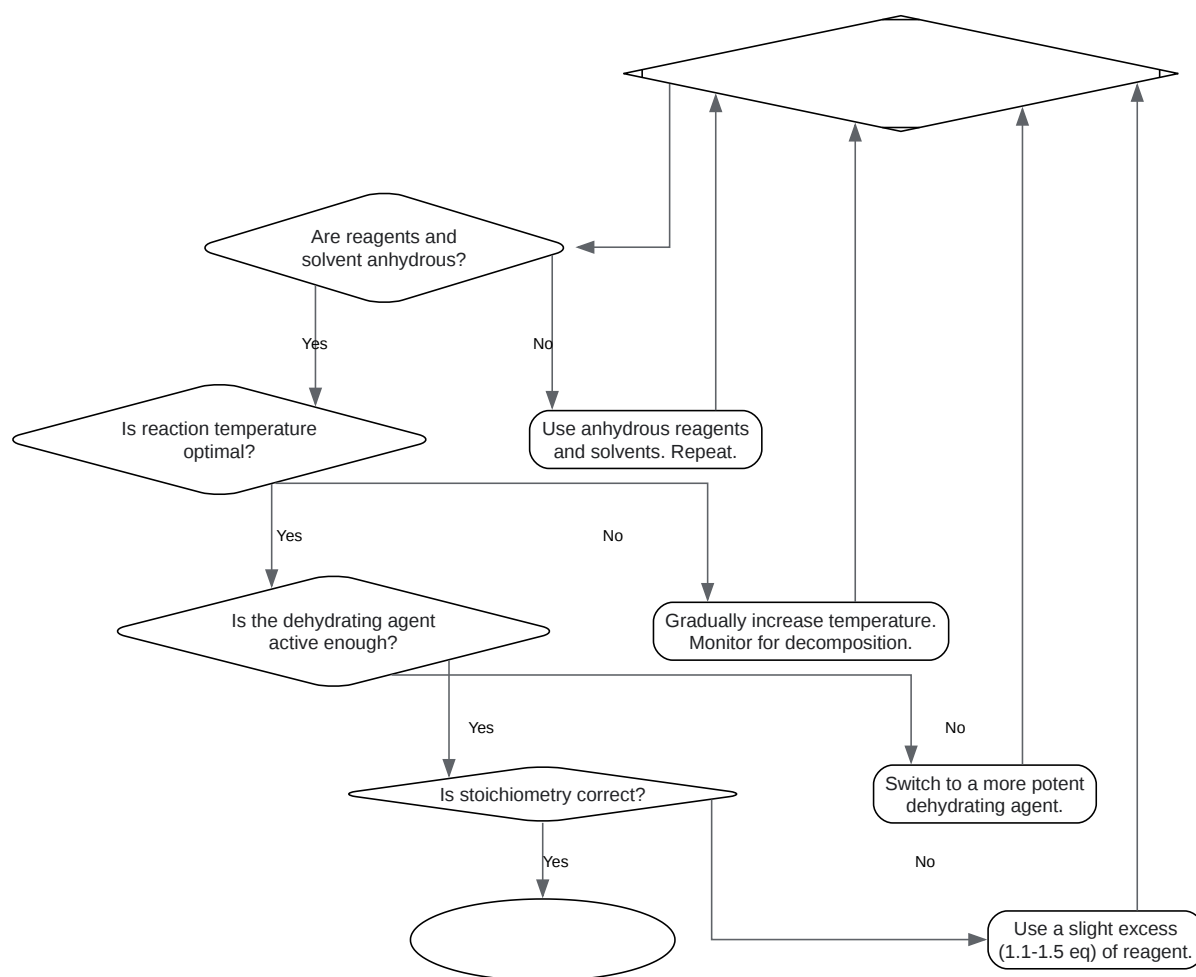 Are reagents and
solvent anhydrous?
Yes
No
Is reaction temperature
optimal?
Use anhydrous reagents
and solvents. Repeat.
Yes
No
Is the dehydrating agent
active enough?
Gradually increase temperature.
Monitor for decomposition.
Yes
No
Is stoichiometry correct?
Switch to a more potent
dehydrating agent.
Yes
No
Use a slight excess
(1.1-1.5 eq) of reagent.